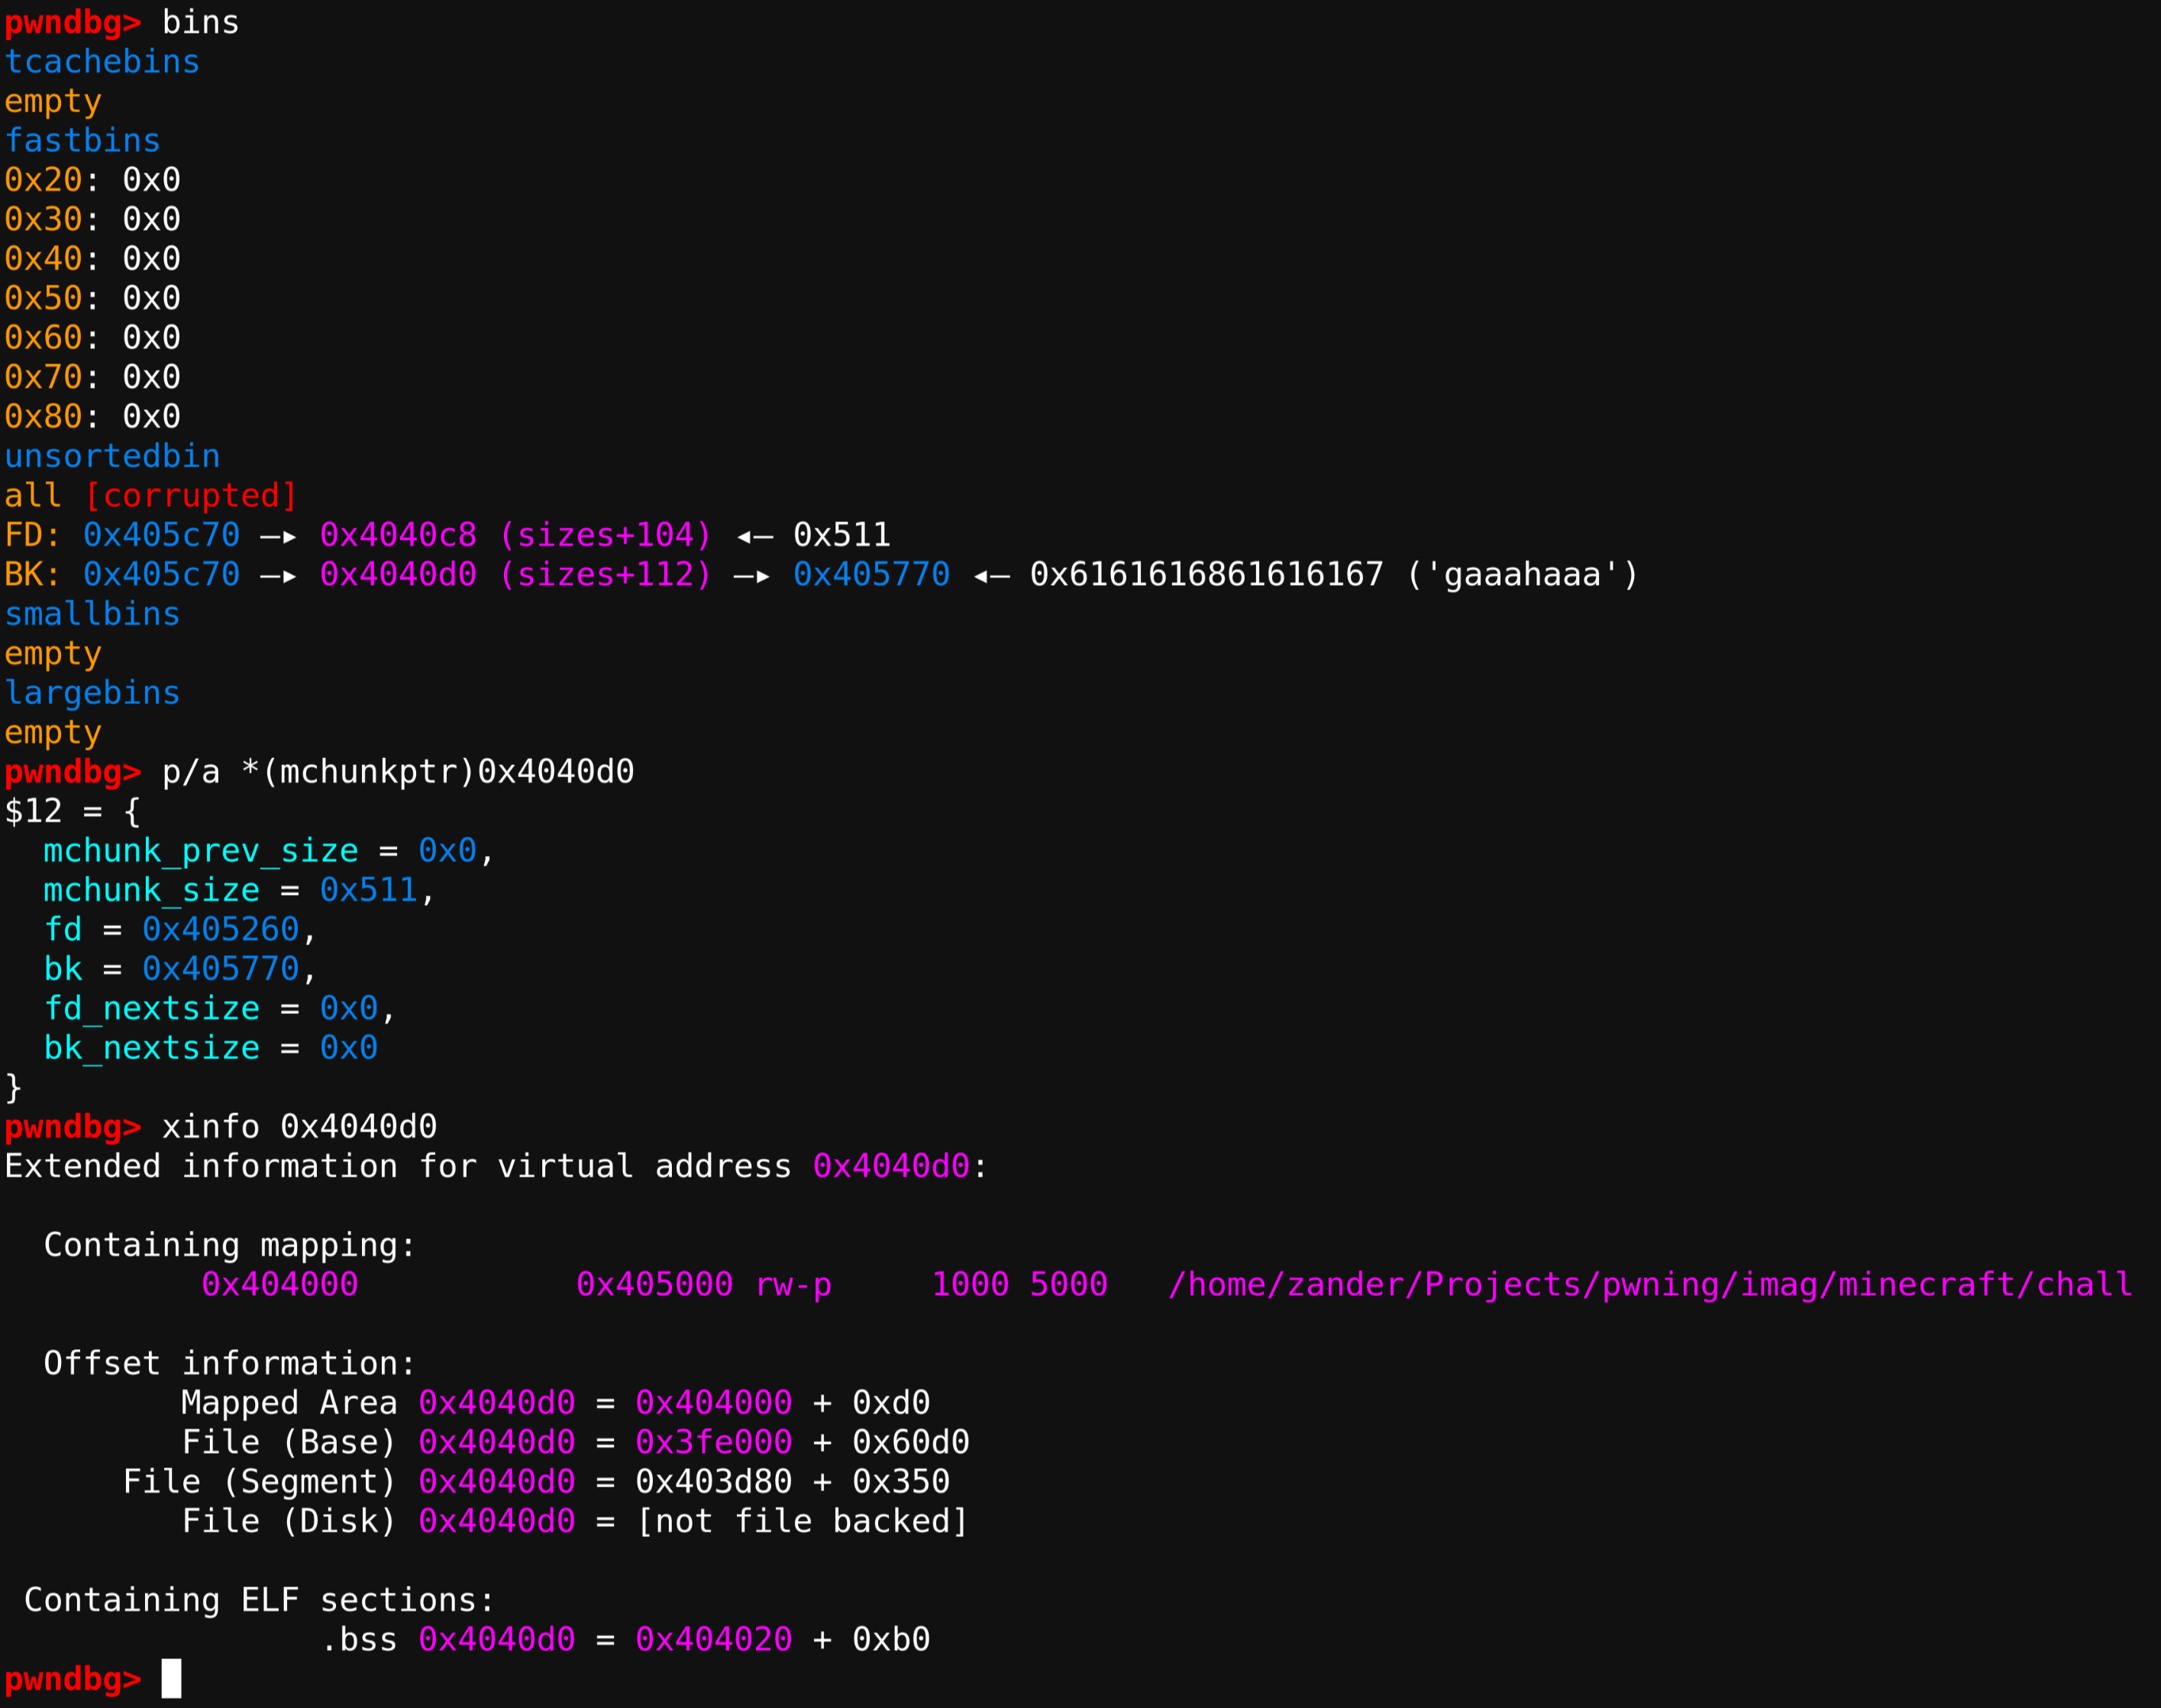 pwndbg> bins
tcachebins
empty
fastbins
0x20: 0x0
0x30: 0x0
0x40: 0x0
0x50: 0x0
0x60: 0x0
0x70: 0x0
0x80: 0x0
unsortedbin
all [corrupted]
FD: 0x405c70 —▸ 0x4040c8 (sizes+104) ◂— 0x511
BK: 0x405c70 —▸ 0x4040d0 (sizes+112) —▸ 0x405770 ◂— 0x6161616861616167 ('gaaahaaa')
smallbins
empty
largebins
empty
pwndbg> p/a *(mchunkptr)0x4040d0
$12 = {
  mchunk_prev_size = 0x0,
  mchunk_size = 0x511,
  fd = 0x405260,
  bk = 0x405770,
  fd_nextsize = 0x0,
  bk_nextsize = 0x0
}
pwndbg> xinfo 0x4040d0
Extended information for virtual address 0x4040d0:
  Containing mapping:
          0x404000           0x405000 rw-p     1000 5000   /home/zander/Projects/pwning/imag/minecraft/chall
  Offset information:
         Mapped Area 0x4040d0 = 0x404000 + 0xd0
         File (Base) 0x4040d0 = 0x3fe000 + 0x60d0
      File (Segment) 0x4040d0 = 0x403d80 + 0x350
         File (Disk) 0x4040d0 = [not file backed]
 Containing ELF sections:
                .bss 0x4040d0 = 0x404020 + 0xb0
pwndbg>